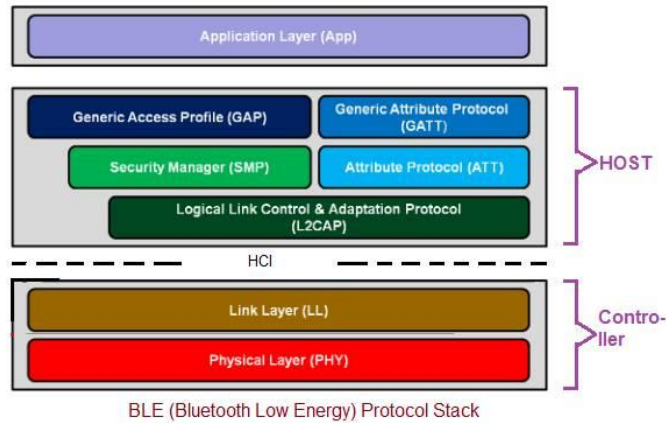 Application Layer (App)
Generic Access Profile (GAP)
Generic Attribute Protocol
(GATT)
Security Manager (SMP)
Attribute Protocol (ATT)
Logical Link Control & Adaptation Protocol
(L2CAP)
HOST
HCI
Link Layer (LL)
Physical Layer (PHY)
Contro-
ller
BLE (Bluetooth Low Energy) Protocol Stack